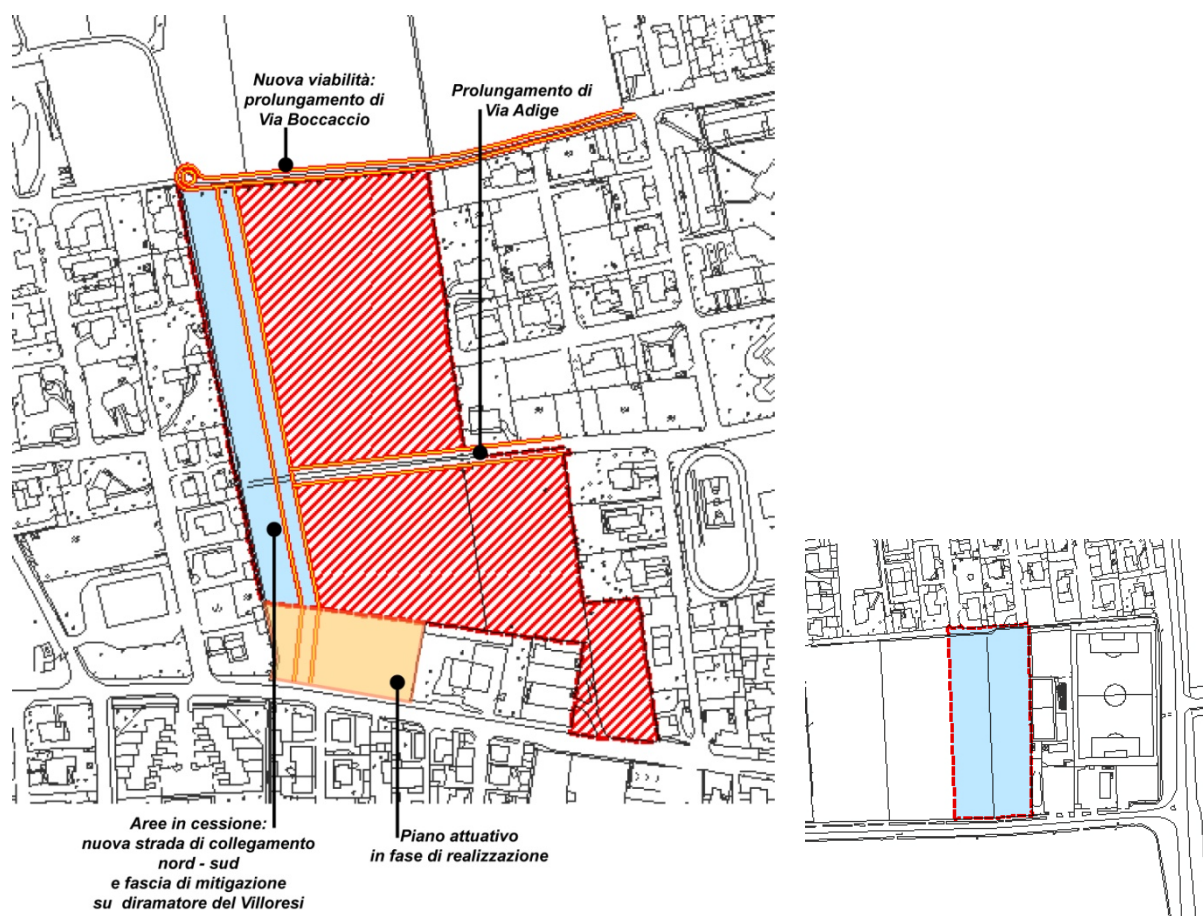 Nuova viabilità:
prolungamento di
Via Boccaccio
Prolungamento di
Via Adige
Aree in cessione:
nuova strada di collegamento
nord - sud
e fascia di mitigazione
su diramatore del Villoresi
Piano attuativo
in fase di realizzazione